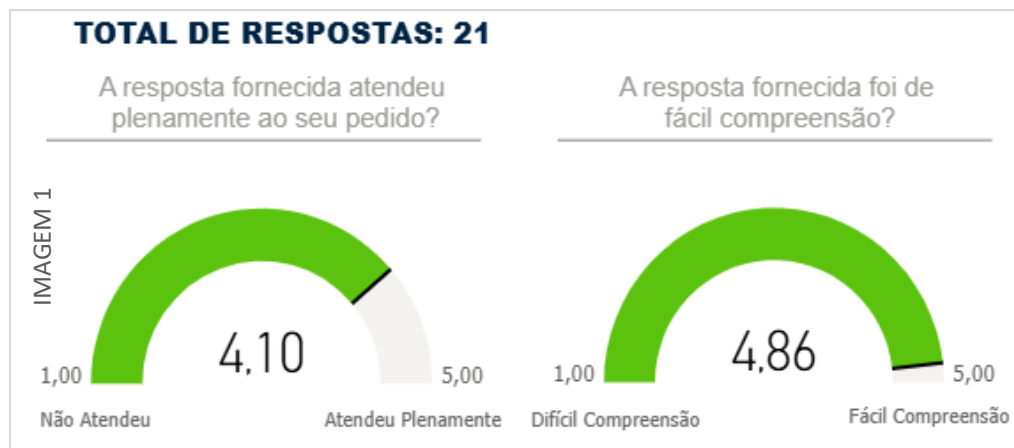 TOTAL DE RESPOSTAS: 21
A resposta fornecida atendeu
plenamente ao seu pedido?
A resposta fornecida foi de
fácil compreensão?
IMAGEM 1
4,10
1,00
5,00
Não Atendeu
Atendeu Plenamente
4,86
1,00
5,00
Difícil Compreensão
Fácil Compreensão